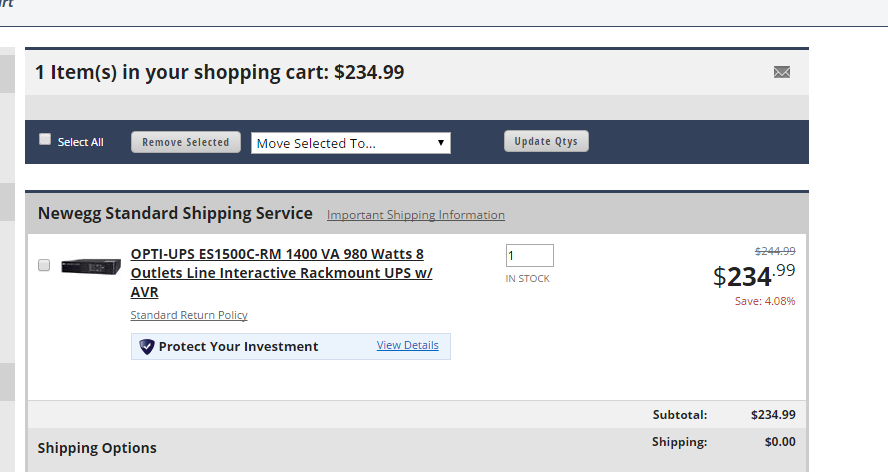 1 Item(s) in your shopping cart: $234.99
Select All
Remove Selected
Move Selected To...
Update Qtys
Newegg Standard Shipping Service
Important Shipping Information
OPTI-UPS ES1500C-RM 1400 VA 980 Watts 8
Outlets Line Interactive Rackmount UPS w/
AVR
1
IN STOCK
$244.99
$234.99
Save: 4.08%
Standard Return Policy
Protect Your Investment
View Details
Subtotal: $234.99
Shipping Options
Shipping: $0.00